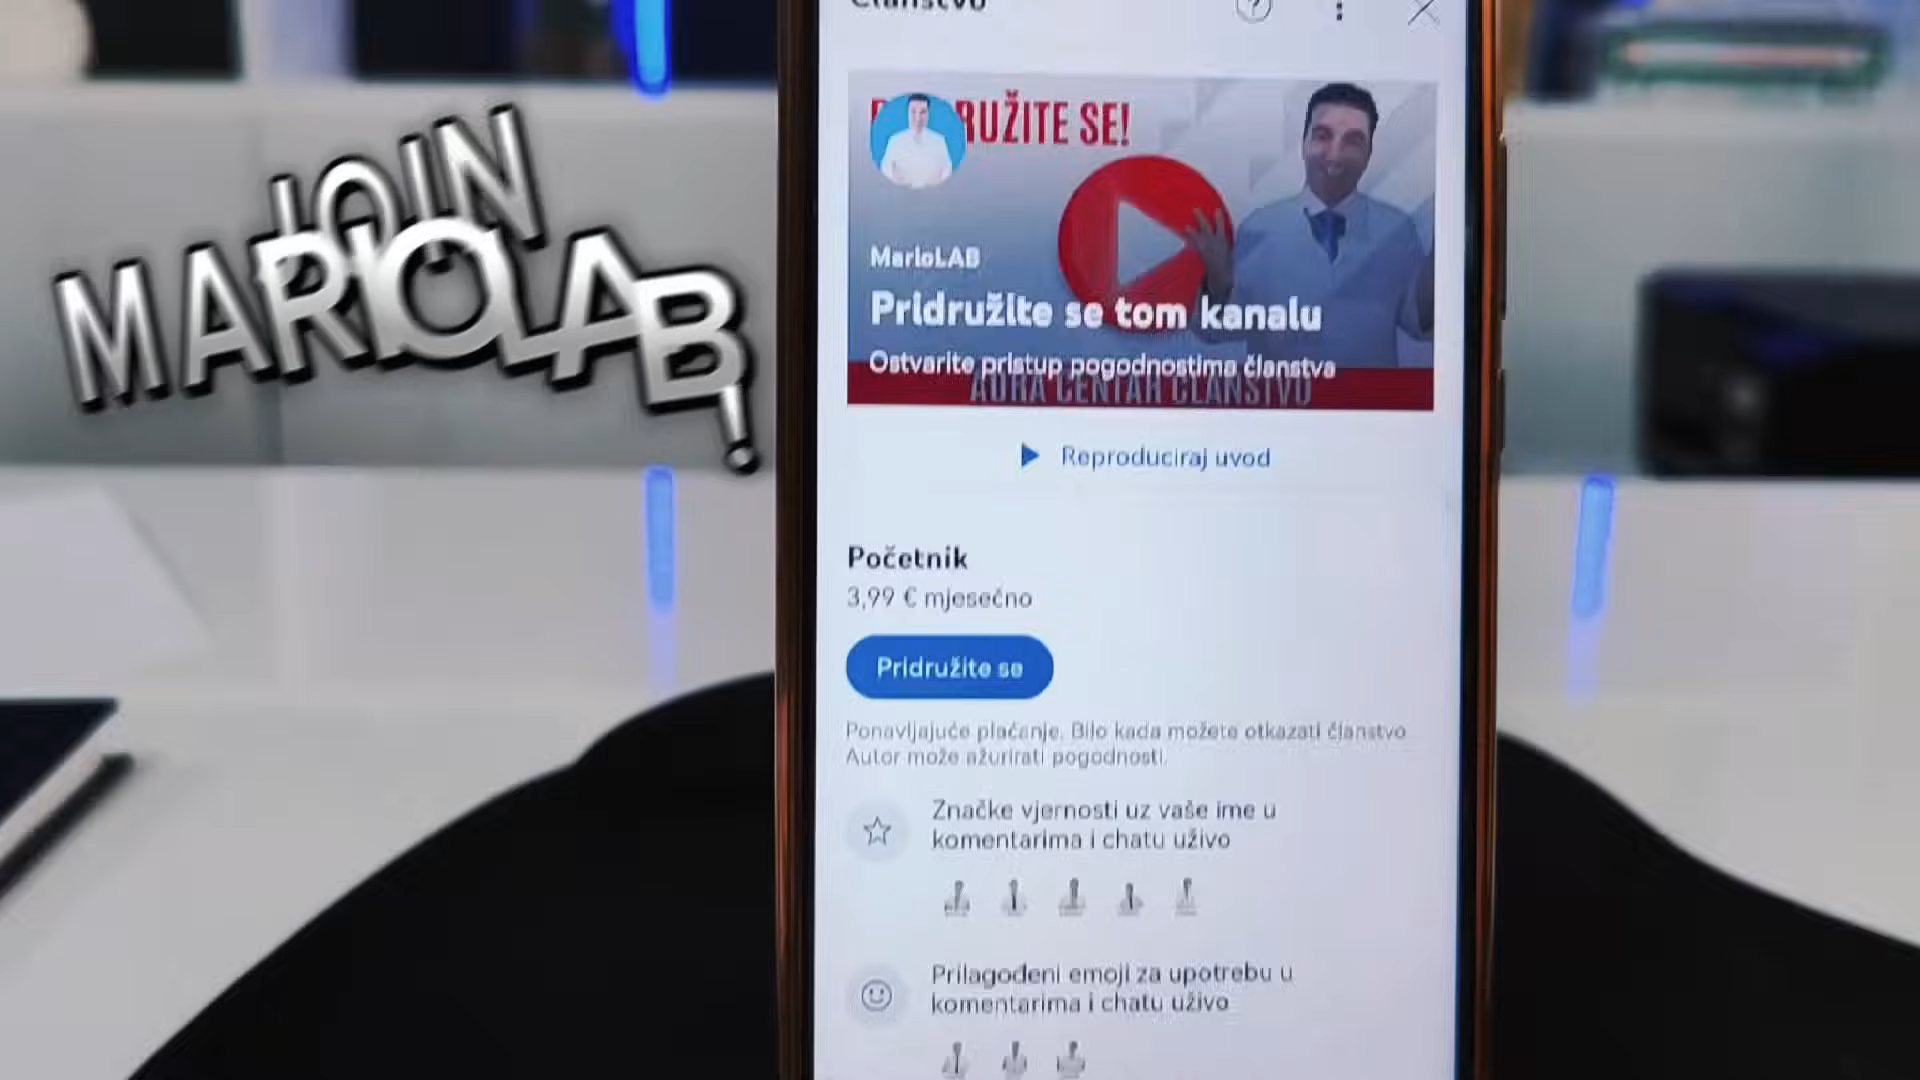 JOIN
MARIOLAB!
Članstvo
RUŽITE SE!
MarioLAB
Pridružite se tom kanalu
Ostvarite pristup pogodnostima članstva
AURA CENTAR ČLANSTVO
Reproduciraj uvod
Početnik
3,99 € mjesečno
Pridružite se
Ponavljajuće plaćanje. Bilo kada možete otkazati članstvo
Autor može ažurirati pogodnosti.
Značke vjernosti uz vaše ime u
komentarima i chatu uživo
Prilagođeni emoji za upotrebu u
komentarima i chatu uživo